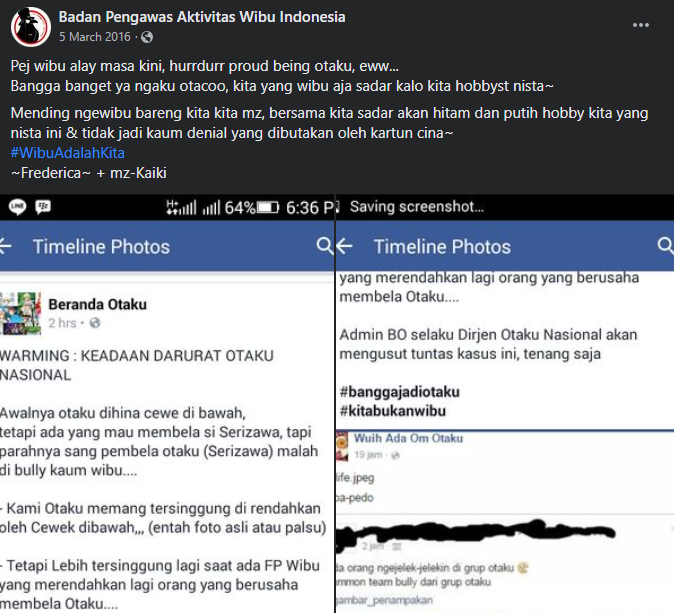 Badan Pengawas Aktivitas Wibu Indonesia
5 March 2016 ·
Pej wibu alay masa kini, hurrdurr proud being otaku, eww...
Bangga banget ya ngaku otacoo, kita yang wibu aja sadar kalo kita hobbyst nista~
Mending ngewibu bareng kita kita mz, bersama kita sadar akan hitam dan putih hobby kita yang
nista ini & tidak jadi kaum denial yang dibutakan oleh kartun cina~
#WibuAdalahKita
~Frederica~ + mz-Kaiki
LINE
H+ 64% 6:36 P
Timeline Photos
Beranda Otaku
2 hrs ·
WARMING : KEADAAN DARURAT OTAKU
NASIONAL
Awalnya otaku dihina cewe di bawah,
tetapi ada yang mau membela si Serizawa, tapi
parahnya sang pembela otaku (Serizawa) malah
di bully kaum wibu....
- Kami Otaku memang tersinggung di rendahkan
oleh Cewek dibawah,,, (entah foto asli atau palsu)
- Tetapi Lebih tersinggung lagi saat ada FP Wibu
yang merendahkan lagi orang yang berusaha
membela Otaku....
Saving screenshot...
Timeline Photos
yang merendahkan lagi orang yang berusaha
membela Otaku....
Admin BO selaku Dirjen Otaku Nasional akan
mengusut tuntas kasus ini, tenang saja
#banggajadiotaku
#kitabukanwibu
Wuih Ada Om Otaku
19 jam ·
life.jpeg
oa-pedo
2 jam ·
da orang ngejelek-jelekin di grup otaku
mmon team bully dari grup otaku
gambar_penampakan